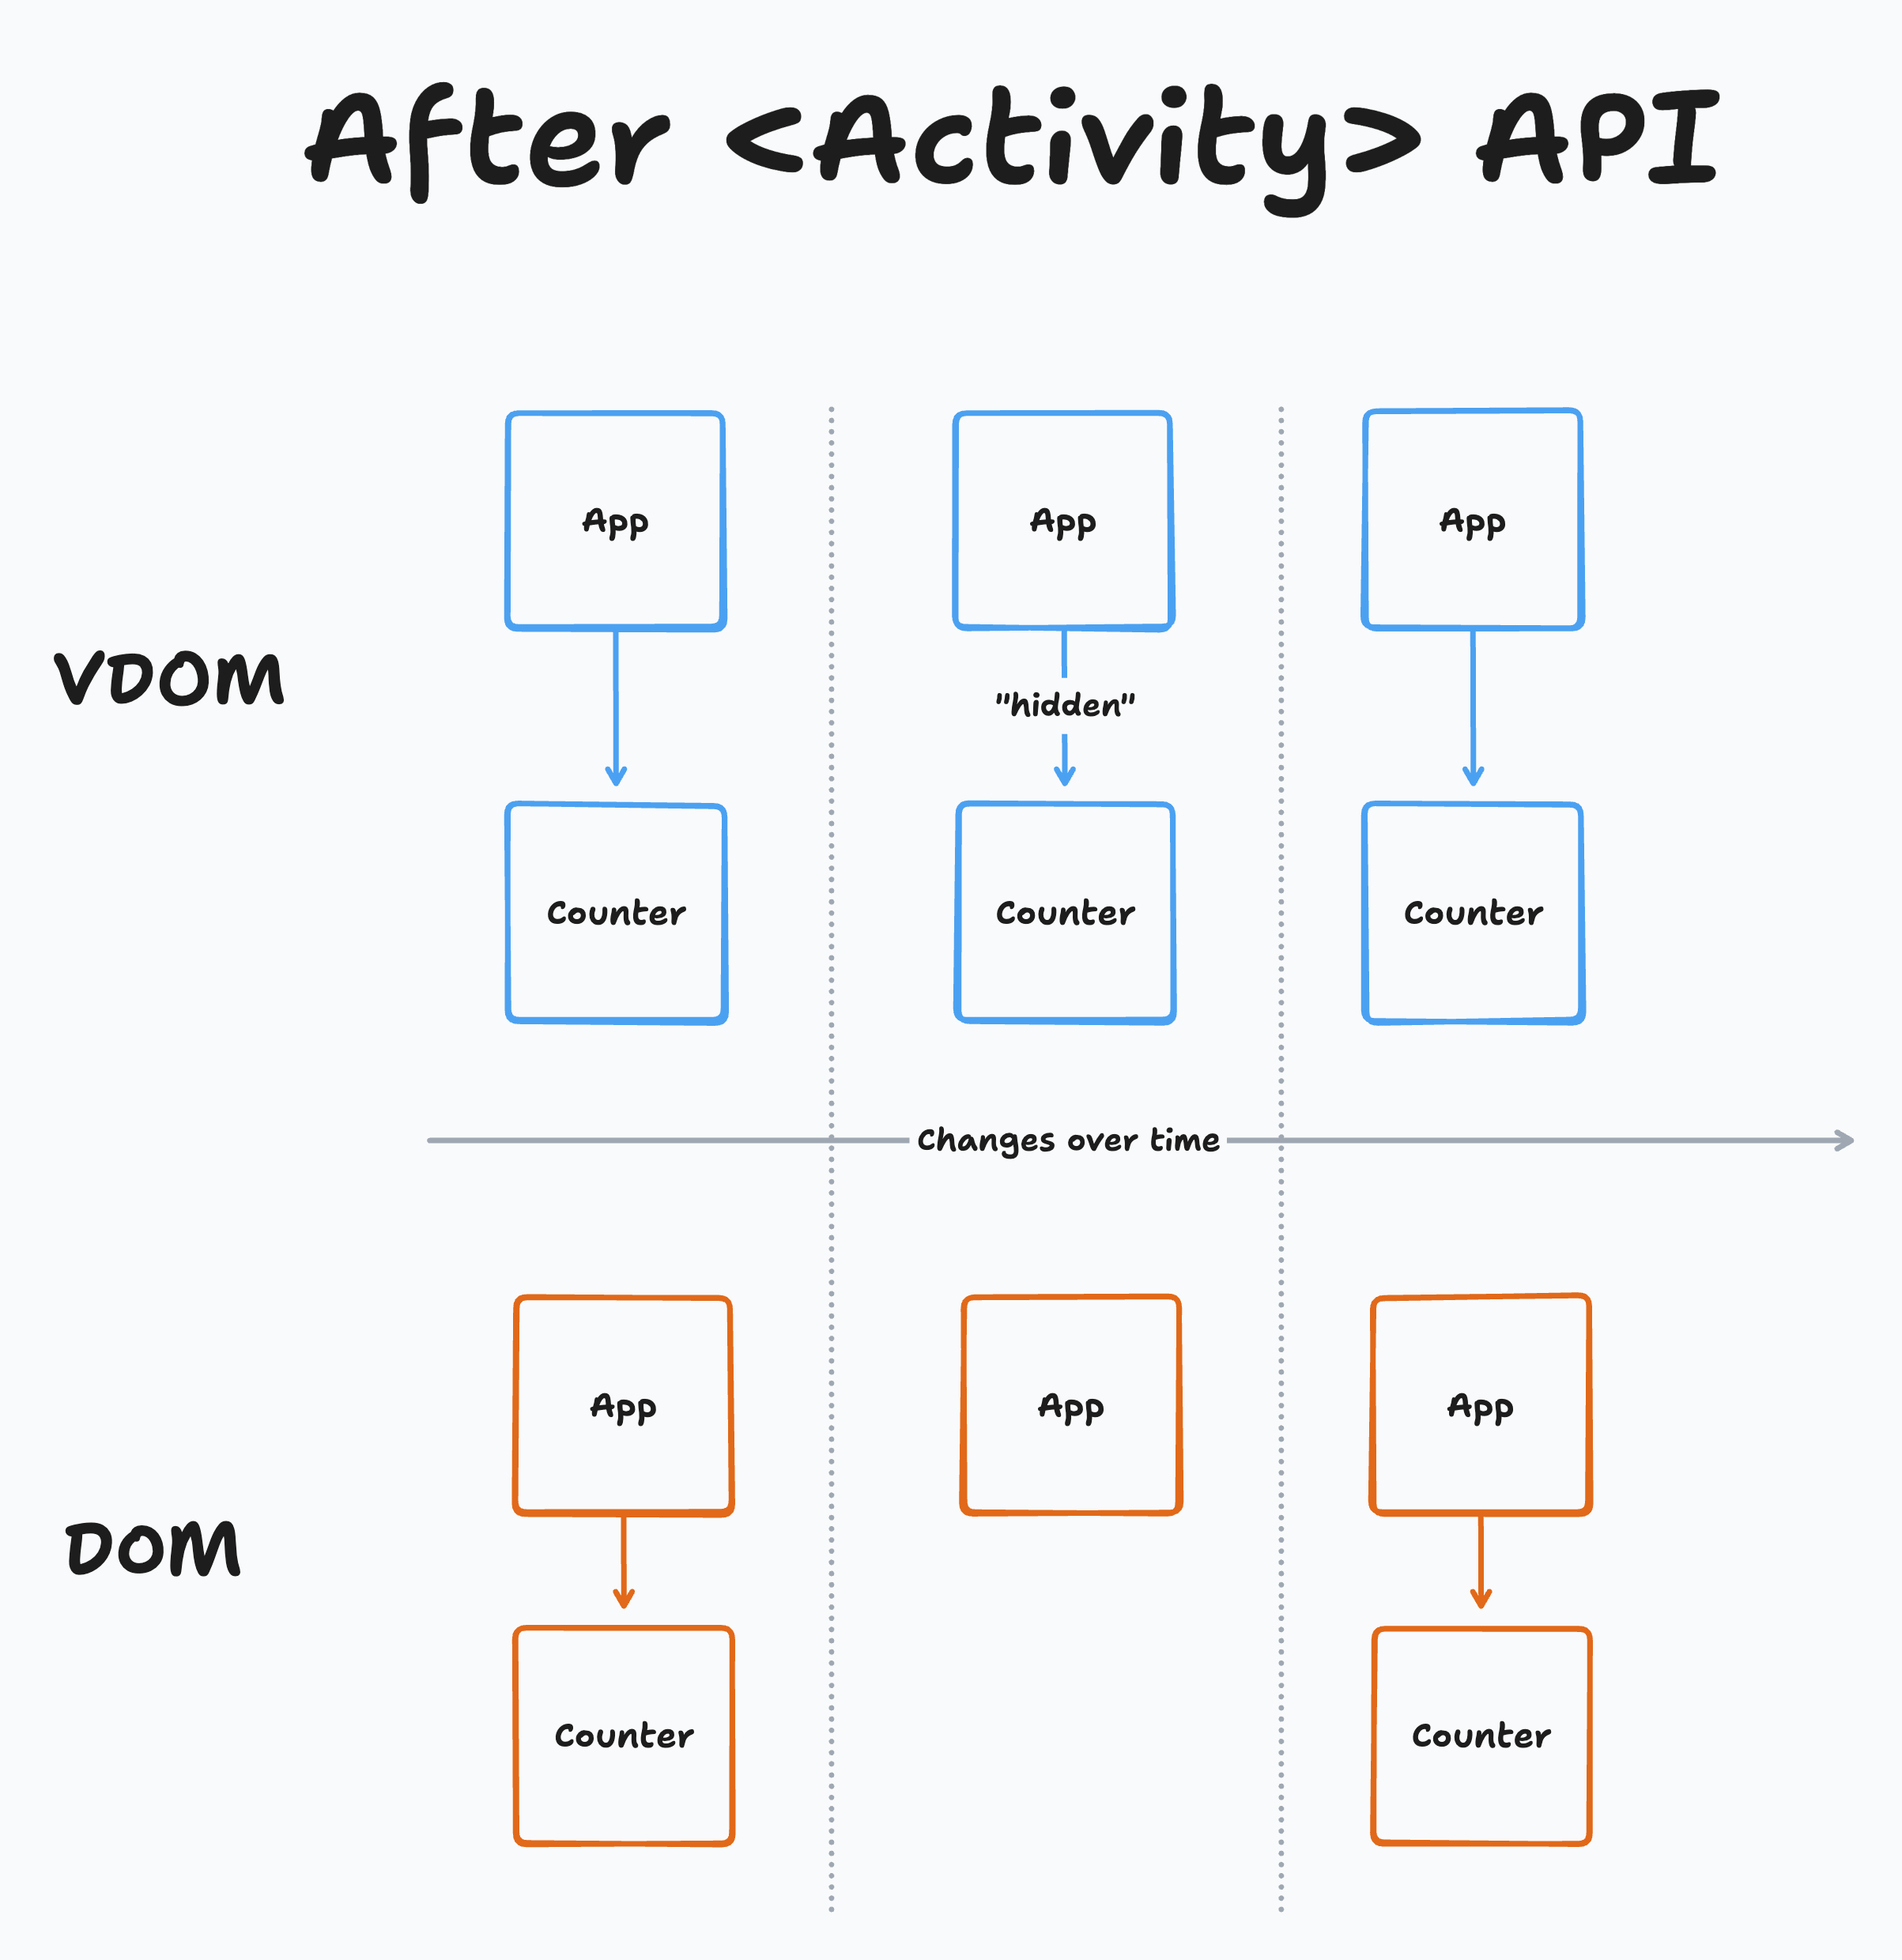 After <Activity> API
App
App
App
VDOM
"hidden"
Counter
Counter
Counter
Changes over time
App
App
App
DOM
Counter
Counter